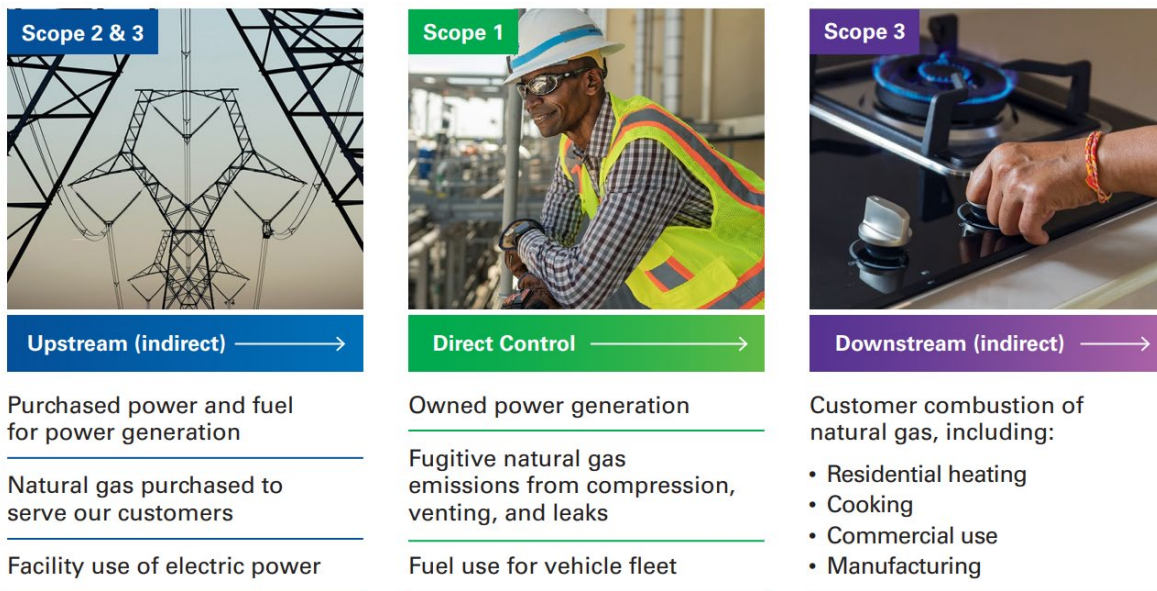 Scope 2 & 3
Upstream (indirect)
Purchased power and fuel
for power generation
Natural gas purchased to
serve our customers
Facility use of electric power
Scope 1
Direct Control
Owned power generation
Fugitive natural gas
emissions from compression,
venting, and leaks
Fuel use for vehicle fleet
Scope 3
Downstream (indirect)
Customer combustion of
natural gas, including:
• Residential heating
• Cooking
• Commercial use
• Manufacturing